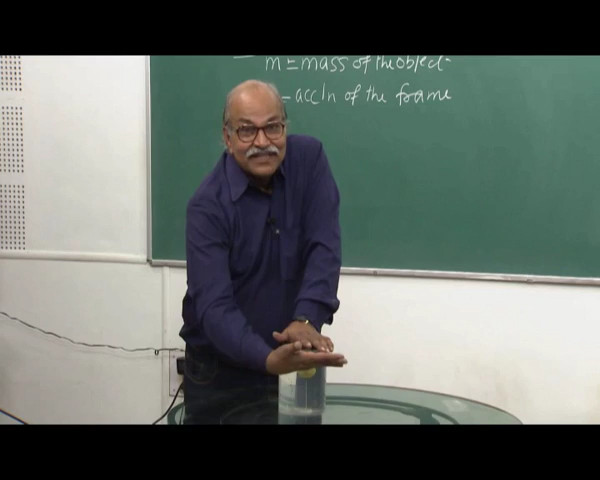 m = mass of the object
accln of the frame